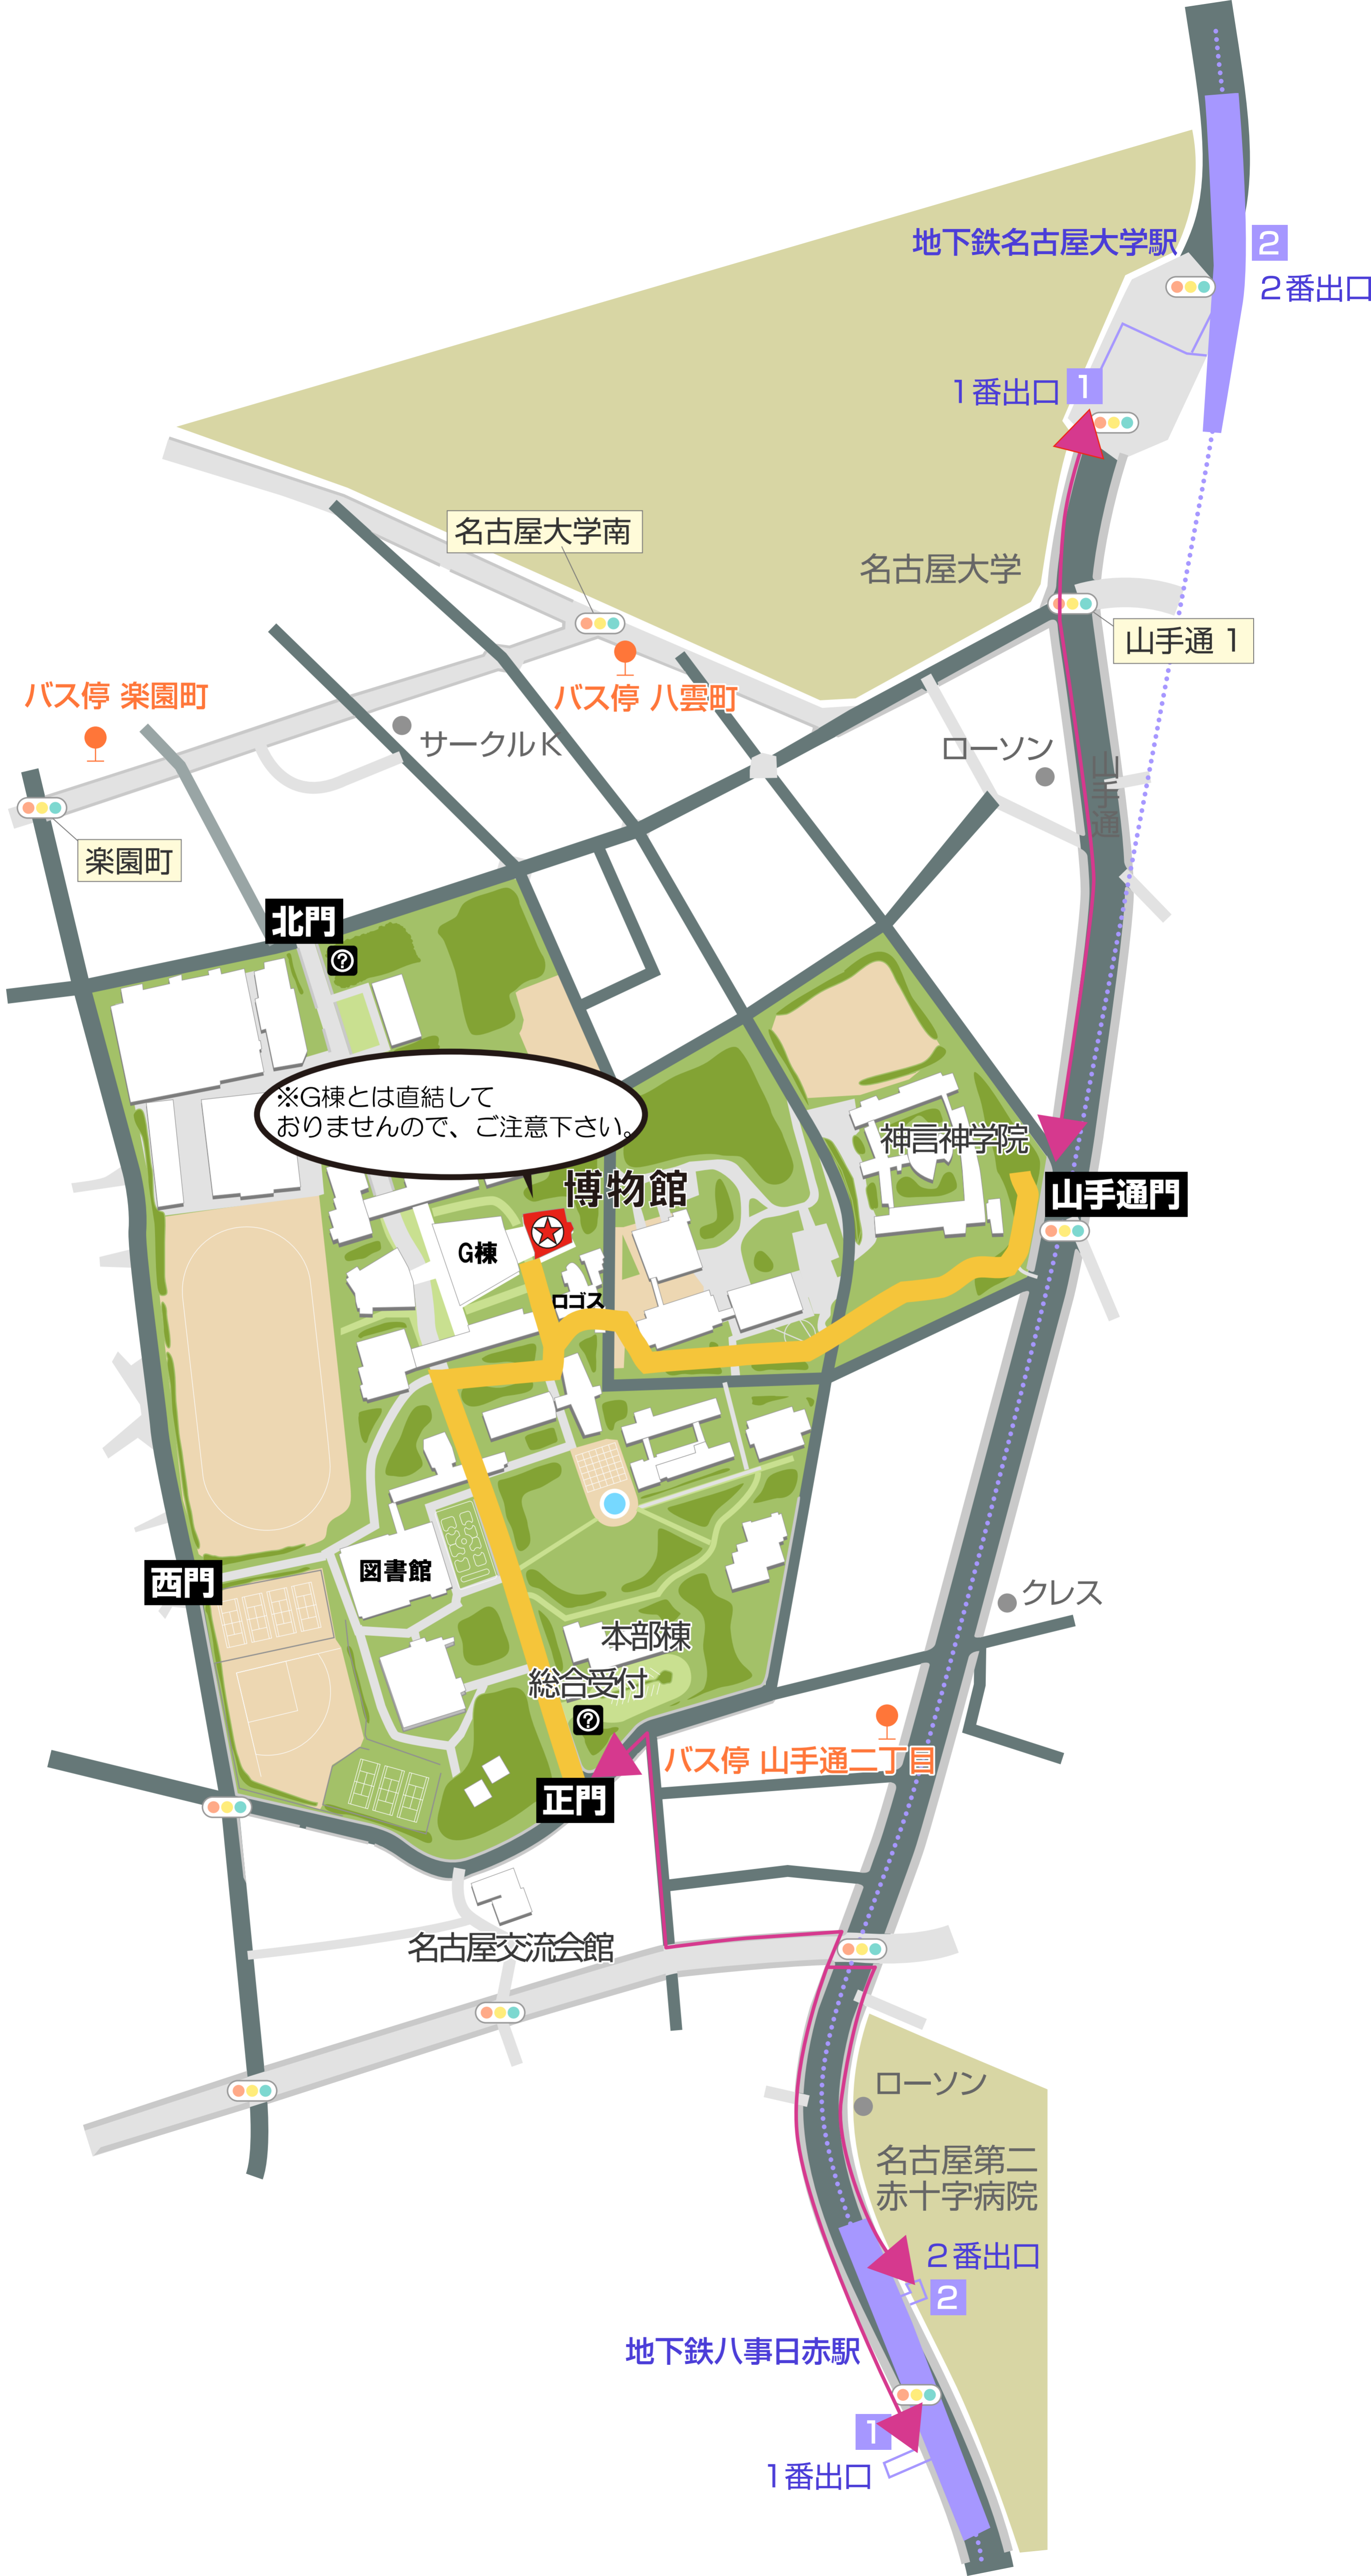 地下鉄名古屋大学駅
2
２番出口
1
１番出口
名古屋大学南
名古屋大学
山手通 1
バス停 楽園町
バス停 八雲町
サークルK
ローソン
山手通
楽園町
北門
?
※G棟とは直結して
おりませんので、ご注意下さい。
神言神学院
博物館
山手通門
G棟
ロゴス
図書館
西門
クレス
本部棟
総合受付
?
バス停 山手通二丁目
正門
名古屋交流会館
ローソン
名古屋第二
赤十字病院
２番出口
2
地下鉄八事日赤駅
1
１番出口